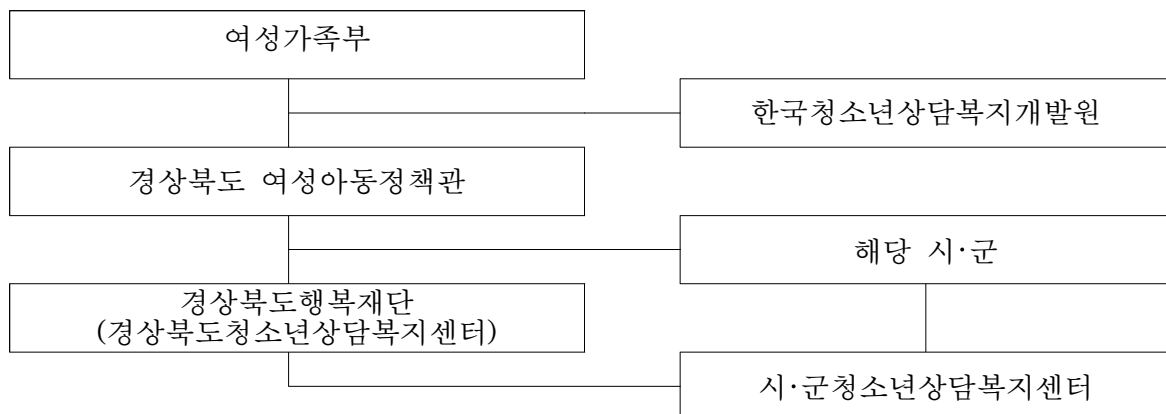 여성가족부
한국청소년상담복지개발원
경상북도 여성아동정책관
해당 시·군
경상북도행복재단
(경상북도청소년상담복지센터)
시·군청소년상담복지센터